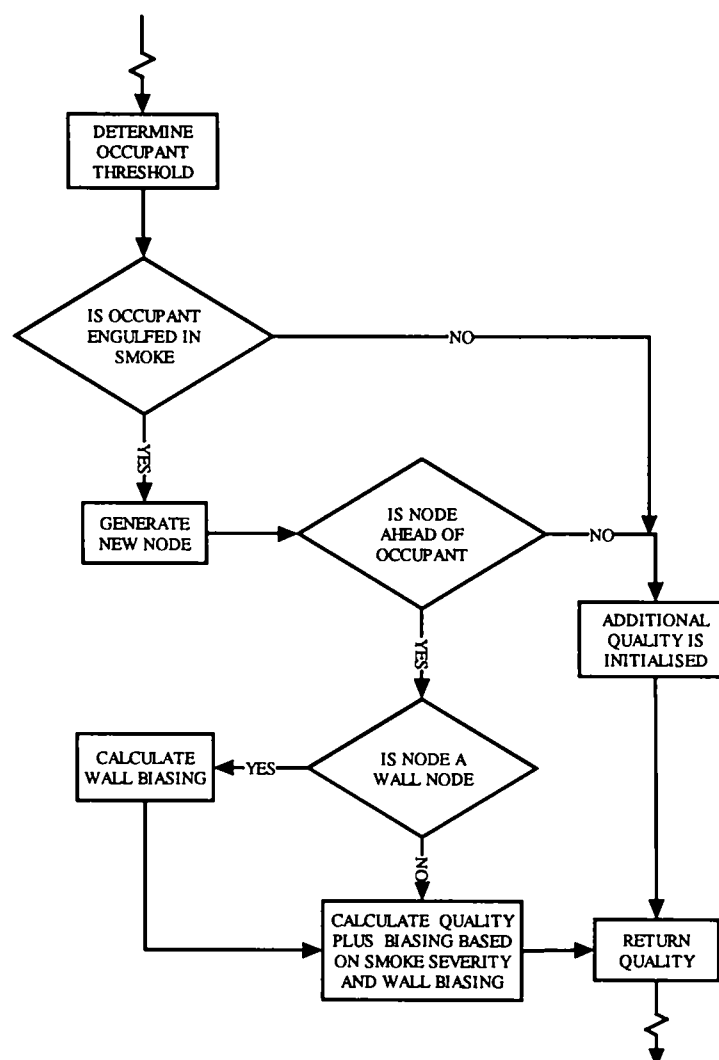 DETERMINE
OCCUPANT
THRESHOLD
IS OCCUPANT
ENGULFED IN
SMOKE
NO
YES
GENERATE
NEW NODE
IS NODE
AHEAD OF
OCCUPANT
NO
ADDITIONAL
QUALITY IS
INITIALISED
YES
CALCULATE
WALL BIASING
YES
IS NODE A
WALL NODE
NO
CALCULATE QUALITY
PLUS BIASING BASED
ON SMOKE SEVERITY
AND WALL BIASING
RETURN
QUALITY